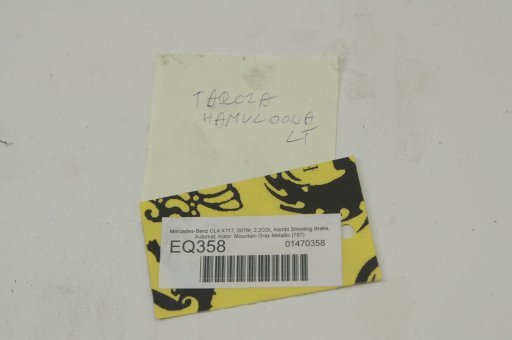 TARCZA
HAMULCOWA
LT
Mercedes-Benz CLA X117, 2016r, 2.2CDi, Kombi Shooting Brake,
Automat, Kolor: Mountain Gray Metallic (787)
EQ358
01470358